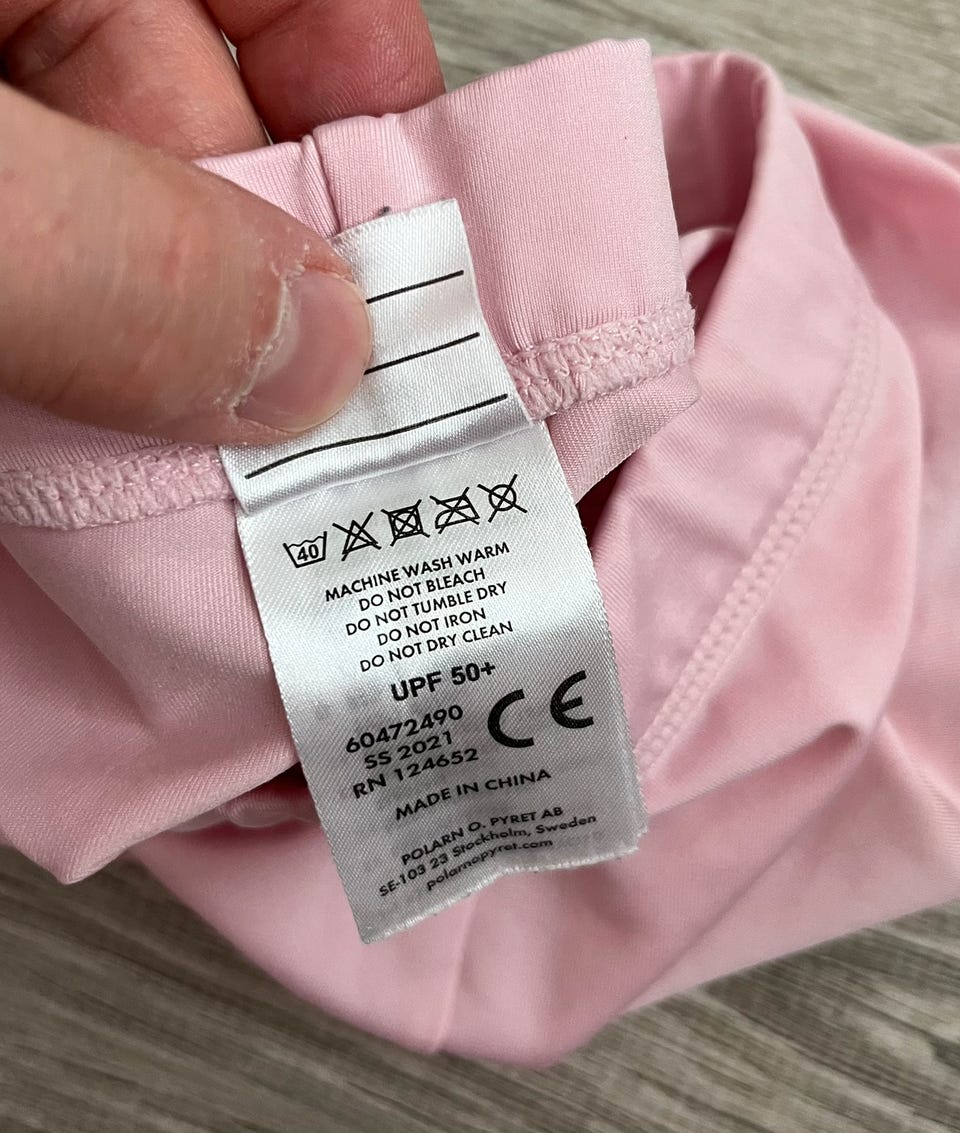 40
MACHINE WASH WARM
DO NOT BLEACH
DO NOT TUMBLE DRY
DO NOT IRON
DO NOT DRY CLEAN
UPF 50+
60472490
SS 2021
RN 124652
CE
MADE IN CHINA
POLARN O. PYRET AB
SE-103 23 Stockholm, Sweden
polarnopyret.com